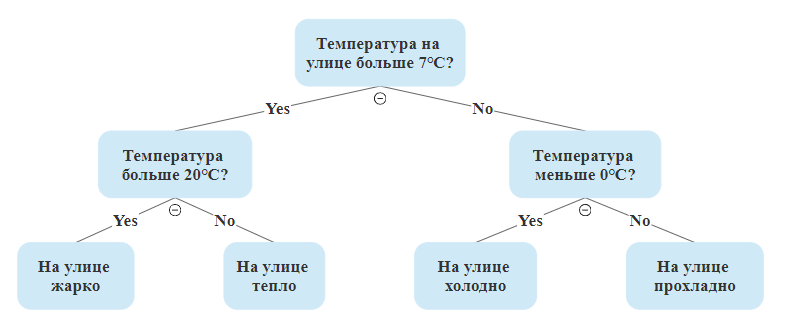 Температура на
улице больше 7°C?
Yes
No
Температура
больше 20°C?
Температура
меньше 0°C?
Yes
No
Yes
No
На улице
жарко
На улице
тепло
На улице
холодно
На улице
прохладно